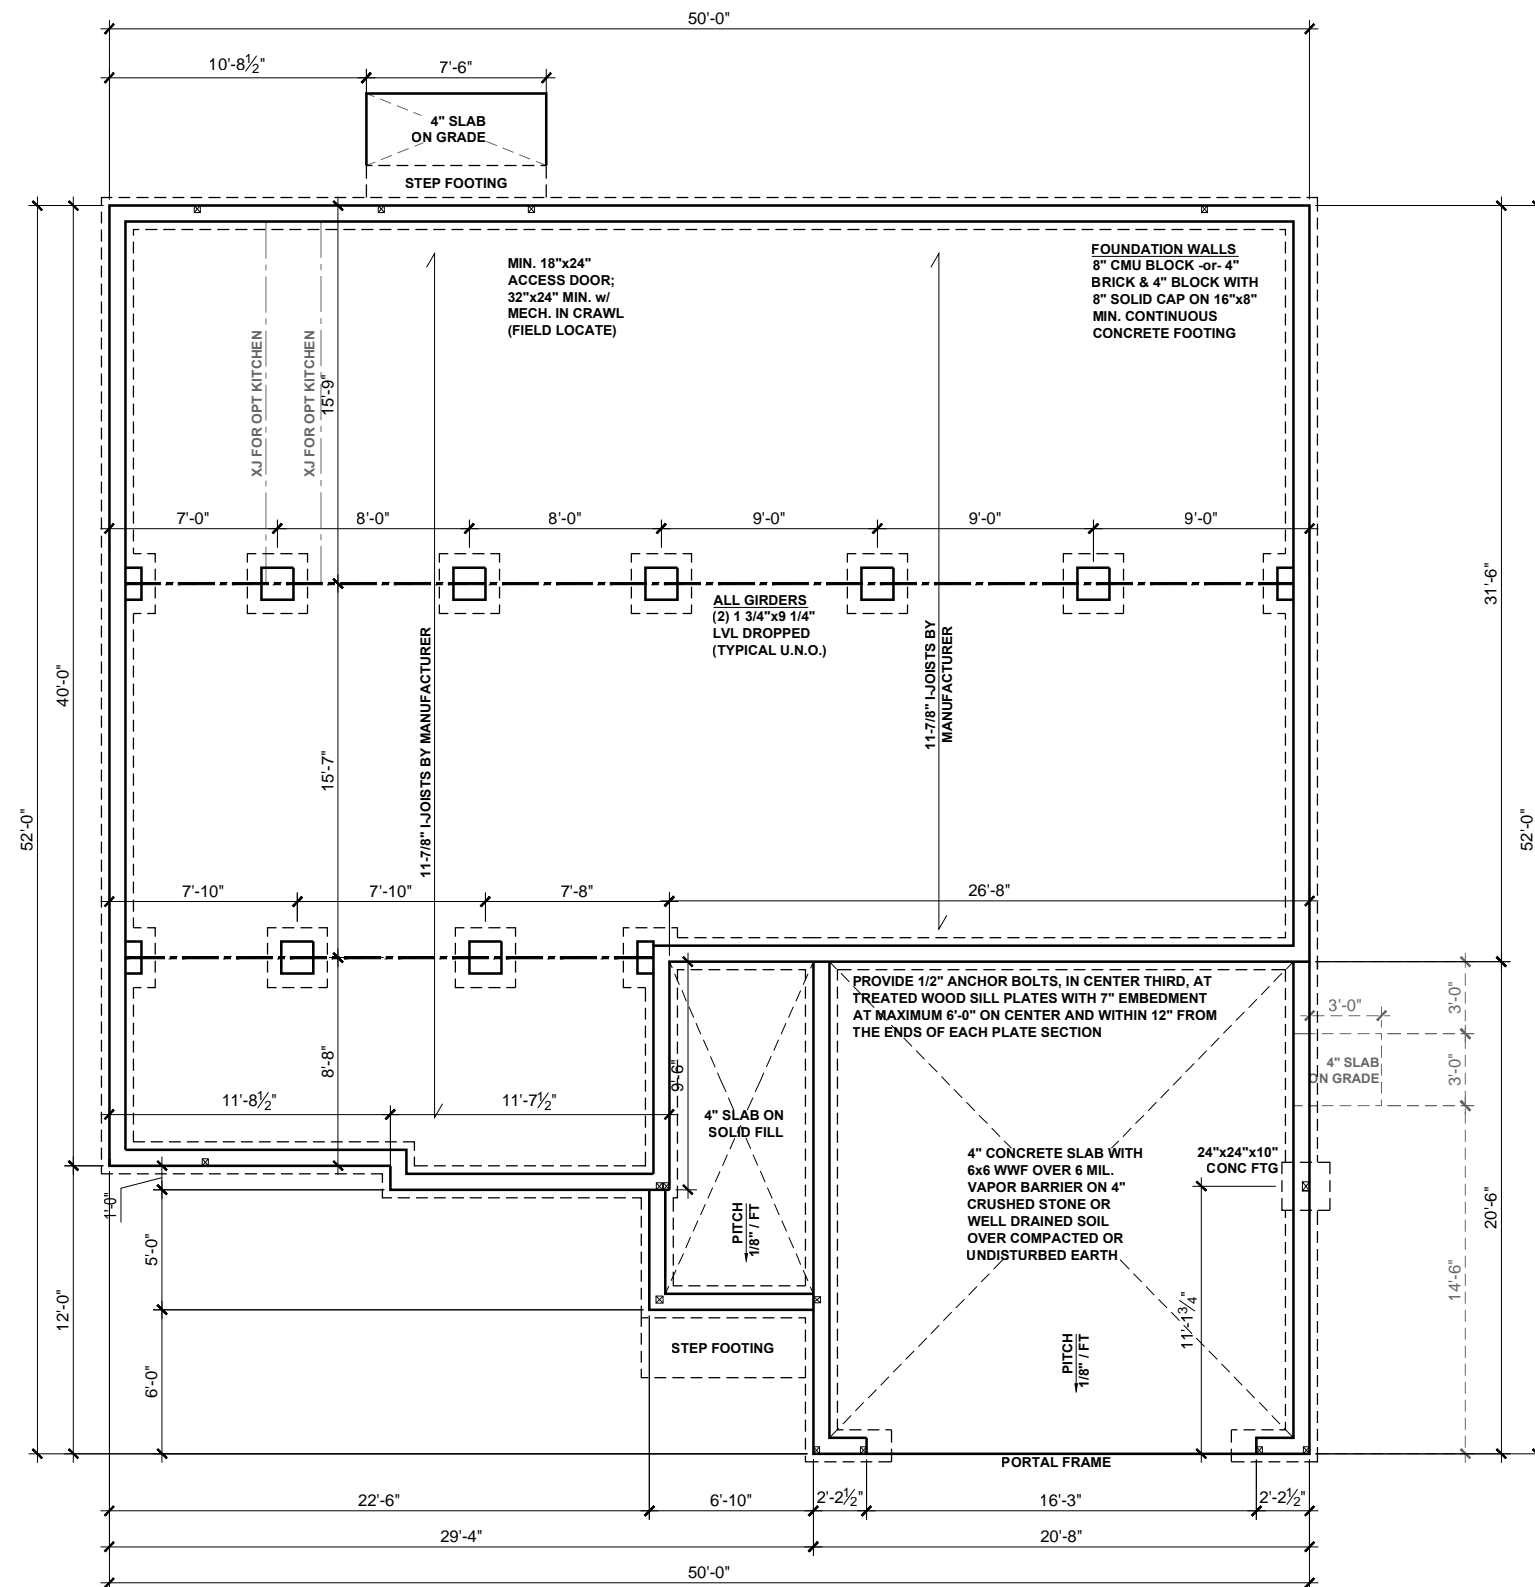 50'-0"
10'-8½"
7'-6"
4" SLAB
ON GRADE
STEP FOOTING
MIN. 18"x24"
ACCESS DOOR;
32"x24" MIN. w/
MECH. IN CRAWL
(FIELD LOCATE)
FOUNDATION WALLS
8" CMU BLOCK -or- 4"
BRICK & 4" BLOCK WITH
8" SOLID CAP ON 16"x8"
MIN. CONTINUOUS
CONCRETE FOOTING
XJ FOR OPT KITCHEN
XJ FOR OPT KITCHEN
15'-9"
7'-0"
8'-0"
8'-0"
9'-0"
9'-0"
9'-0"
31'-6"
ALL GIRDERS
(2) 1 3/4"x9 1/4"
LVL DROPPED
(TYPICAL U.N.O.)
11-7/8" I-JOISTS BY MANUFACTURER
11-7/8" I-JOISTS BY
MANUFACTURER
40'-0"
15'-7"
52'-0"
52'-0"
7'-10"
7'-10"
7'-8"
26'-8"
PROVIDE 1/2" ANCHOR BOLTS, IN CENTER THIRD, AT
TREATED WOOD SILL PLATES WITH 7" EMBEDMENT
AT MAXIMUM 6'-0" ON CENTER AND WITHIN 12" FROM
THE ENDS OF EACH PLATE SECTION
3'-0"
3'-0"
8'-8"
9'-6"
4" SLAB
ON GRADE
3'-0"
11'-8½"
11'-7½"
4" SLAB ON
SOLID FILL
4" CONCRETE SLAB WITH
6x6 WWF OVER 6 MIL.
VAPOR BARRIER ON 4"
CRUSHED STONE OR
WELL DRAINED SOIL
OVER COMPACTED OR
UNDISTURBED EARTH
24"x24"x10"
CONC FTG
1'-0"
5'-0"
PITCH
1/8" / FT
20'-6"
14'-6"
12'-0"
11'-1¾"
STEP FOOTING
PITCH
1/8" / FT
6'-0"
PORTAL FRAME
22'-6"
6'-10"
2'-2½"
16'-3"
2'-2½"
29'-4"
20'-8"
50'-0"